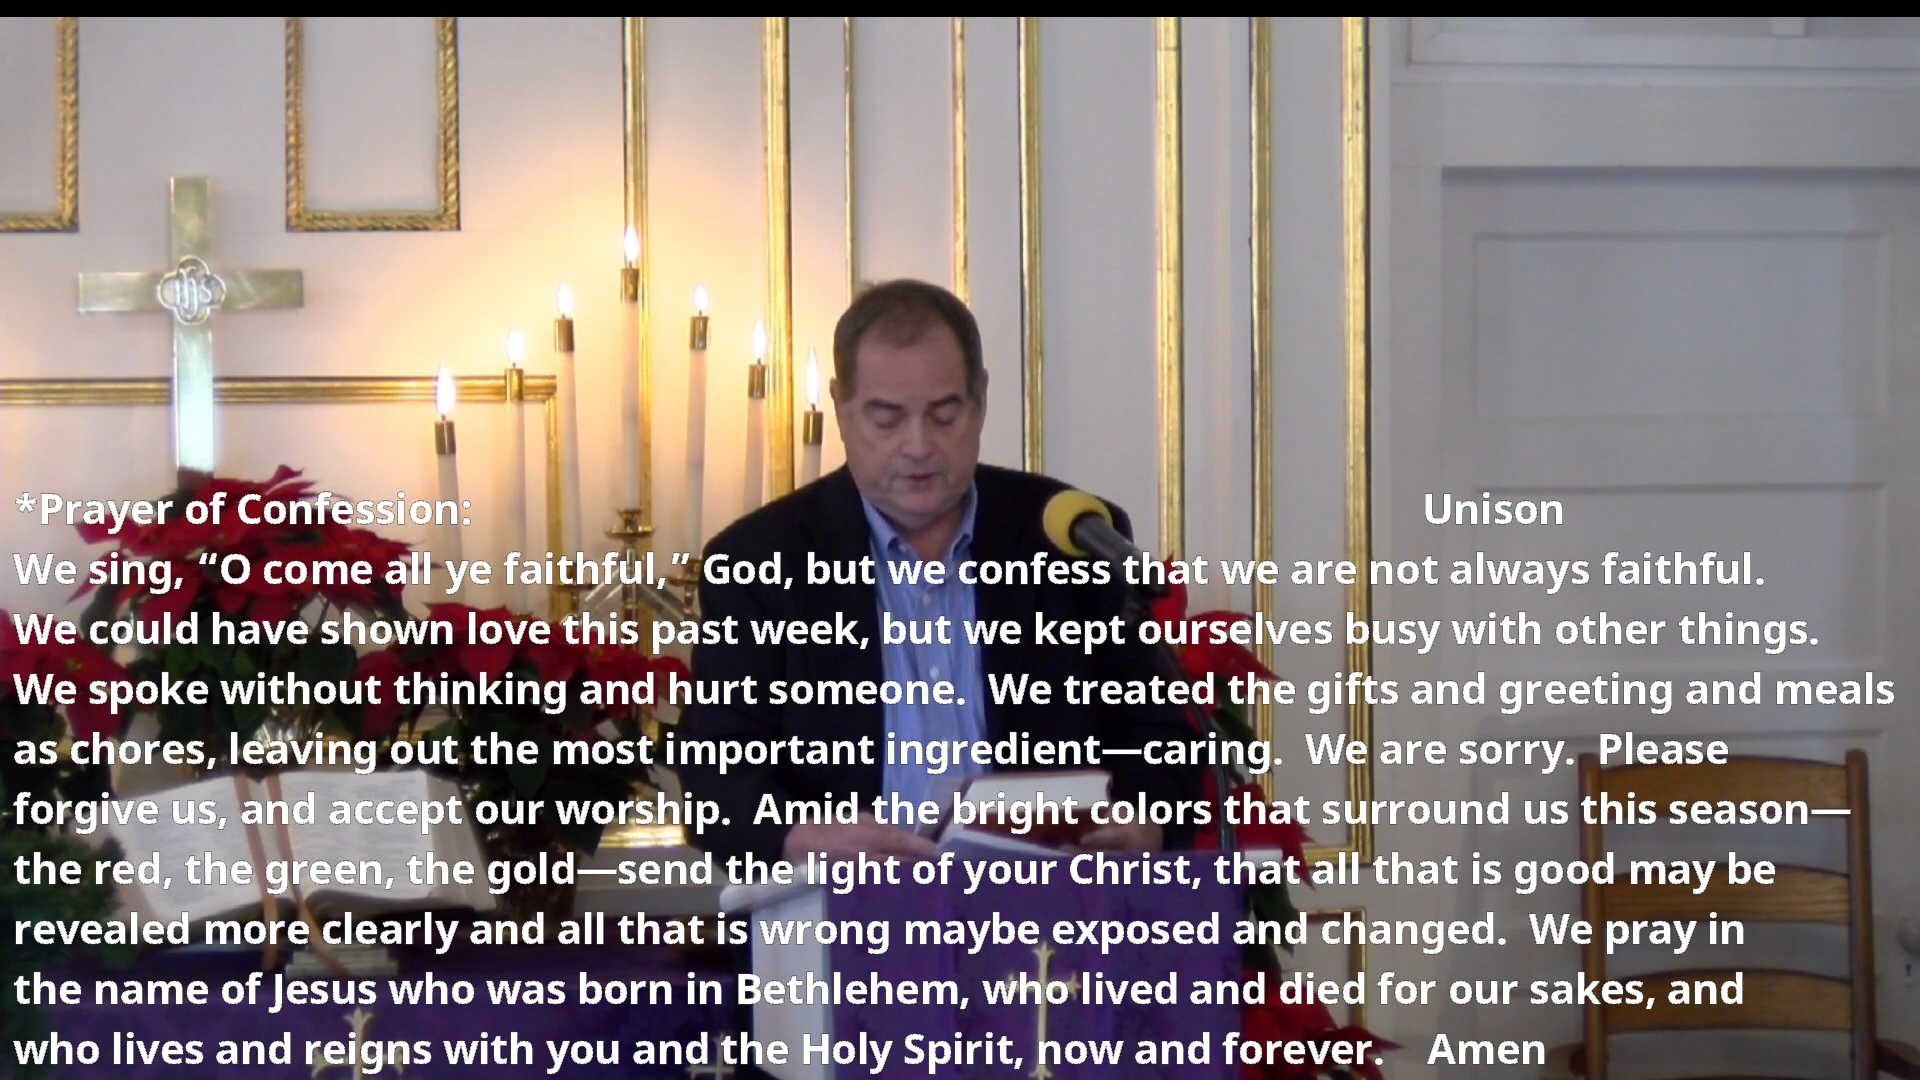 IHS
*Prayer of Confession: Unison
We sing, “O come all ye faithful,” God, but we confess that we are not always faithful.
We could have shown love this past week, but we kept ourselves busy with other things.
We spoke without thinking and hurt someone.  We treated the gifts and greeting and meals
as chores, leaving out the most important ingredient—caring.  We are sorry.  Please
forgive us, and accept our worship.  Amid the bright colors that surround us this season—
the red, the green, the gold—send the light of your Christ, that all that is good may be
revealed more clearly and all that is wrong maybe exposed and changed.  We pray in
the name of Jesus who was born in Bethlehem, who lived and died for our sakes, and
who lives and reigns with you and the Holy Spirit, now and forever.    Amen